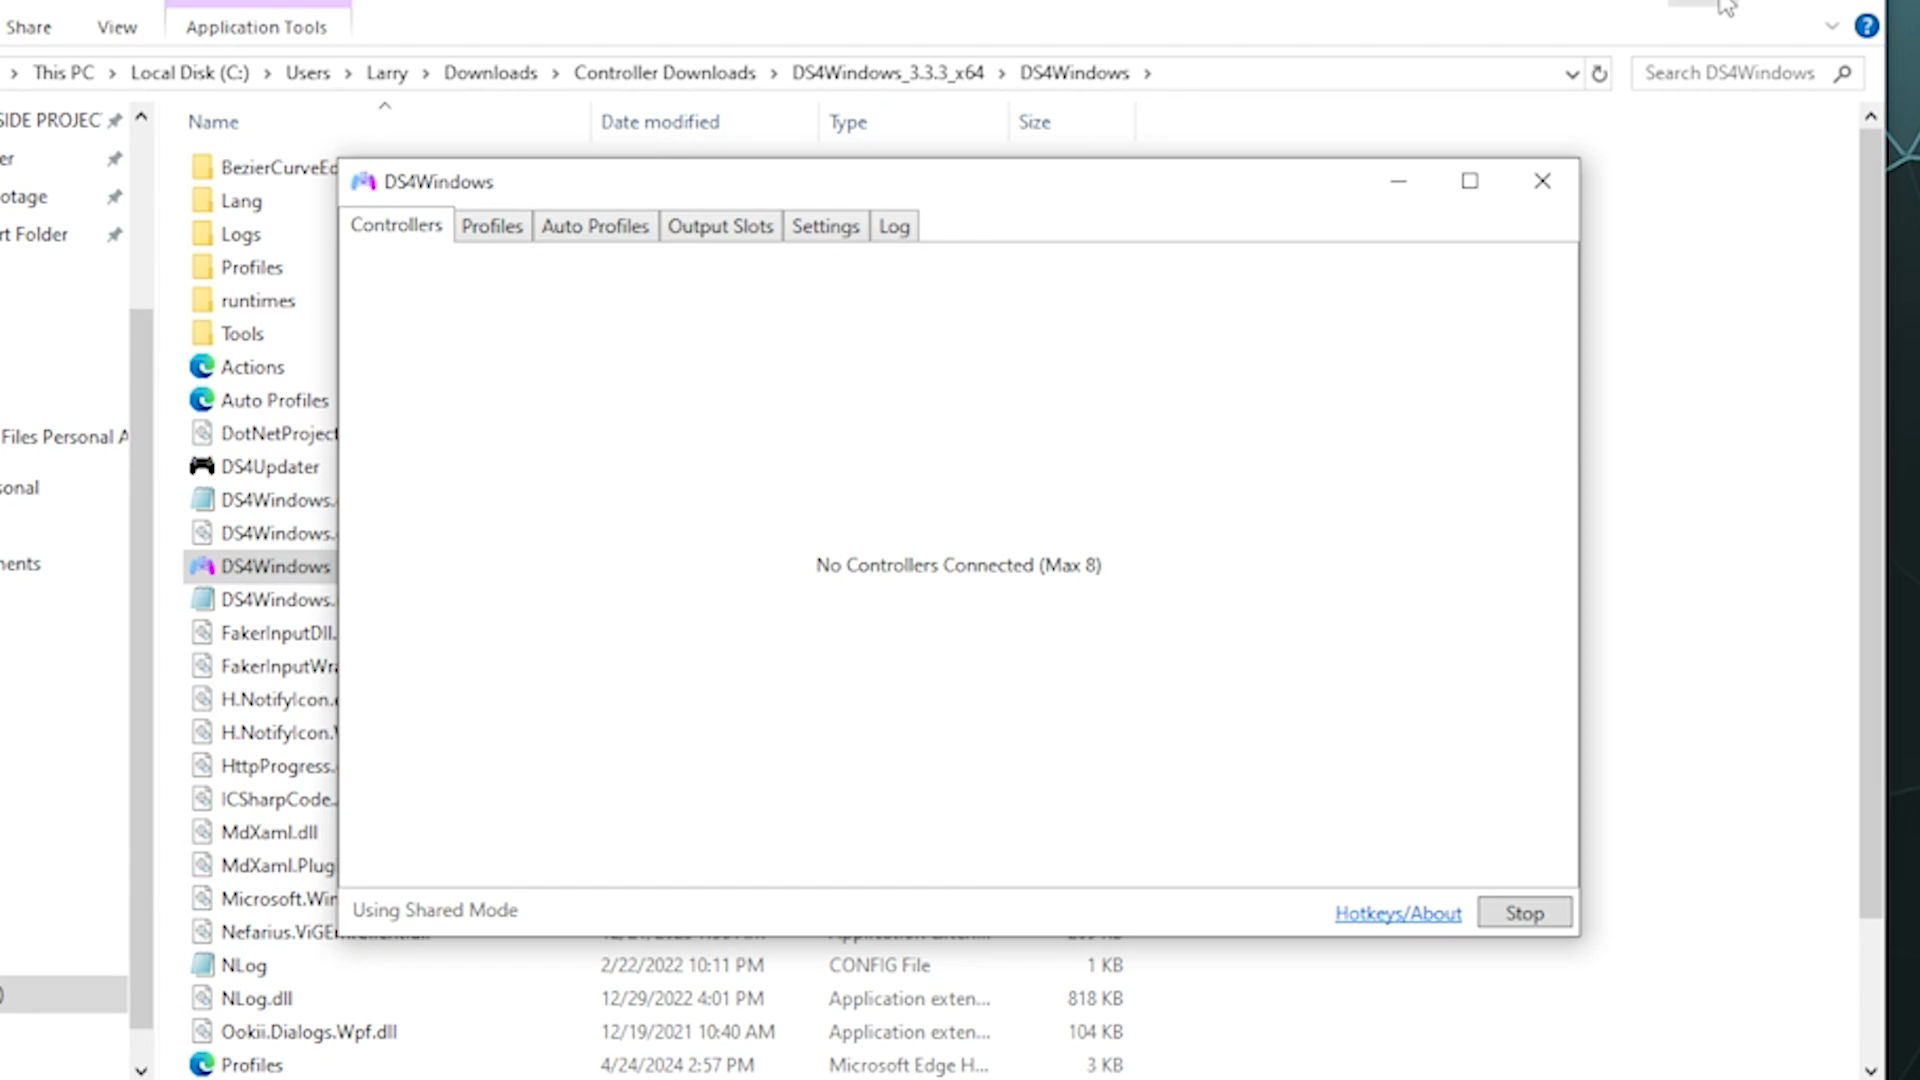 Share View Application Tools
This PC Local Disk (C:) Users Larry Downloads Controller Downloads DS4Windows_3.3.3_x64 DS4Windows Search DS4Windows
SIDE PROJEC
er
otage
rt Folder
Files Personal A
sonal
nents
Name Date modified Type Size
BezierCurveEd
Lang
Logs
Profiles
runtimes
Tools
Actions
Auto Profiles
DotNetProject
DS4Updater
DS4Windows.
DS4Windows.
DS4Windows
DS4Windows.
FakerInputDll.
FakerInputWra
H.NotifyIcon.
H.NotifyIcon.
HttpProgress.
ICSharpCode.
MdXaml.dll
MdXaml.Plug
Microsoft.Win
Nefarius.ViGE
NLog 2/22/2022 10:11 PM CONFIG File 1 KB
NLog.dll 12/29/2022 4:01 PM Application exten... 818 KB
Ookii.Dialogs.Wpf.dll 12/19/2021 10:40 AM Application exten... 104 KB
Profiles 4/24/2024 2:57 PM Microsoft Edge H... 3 KB
DS4Windows
Controllers Profiles Auto Profiles Output Slots Settings Log
No Controllers Connected (Max 8)
Using Shared Mode Hotkeys/About Stop